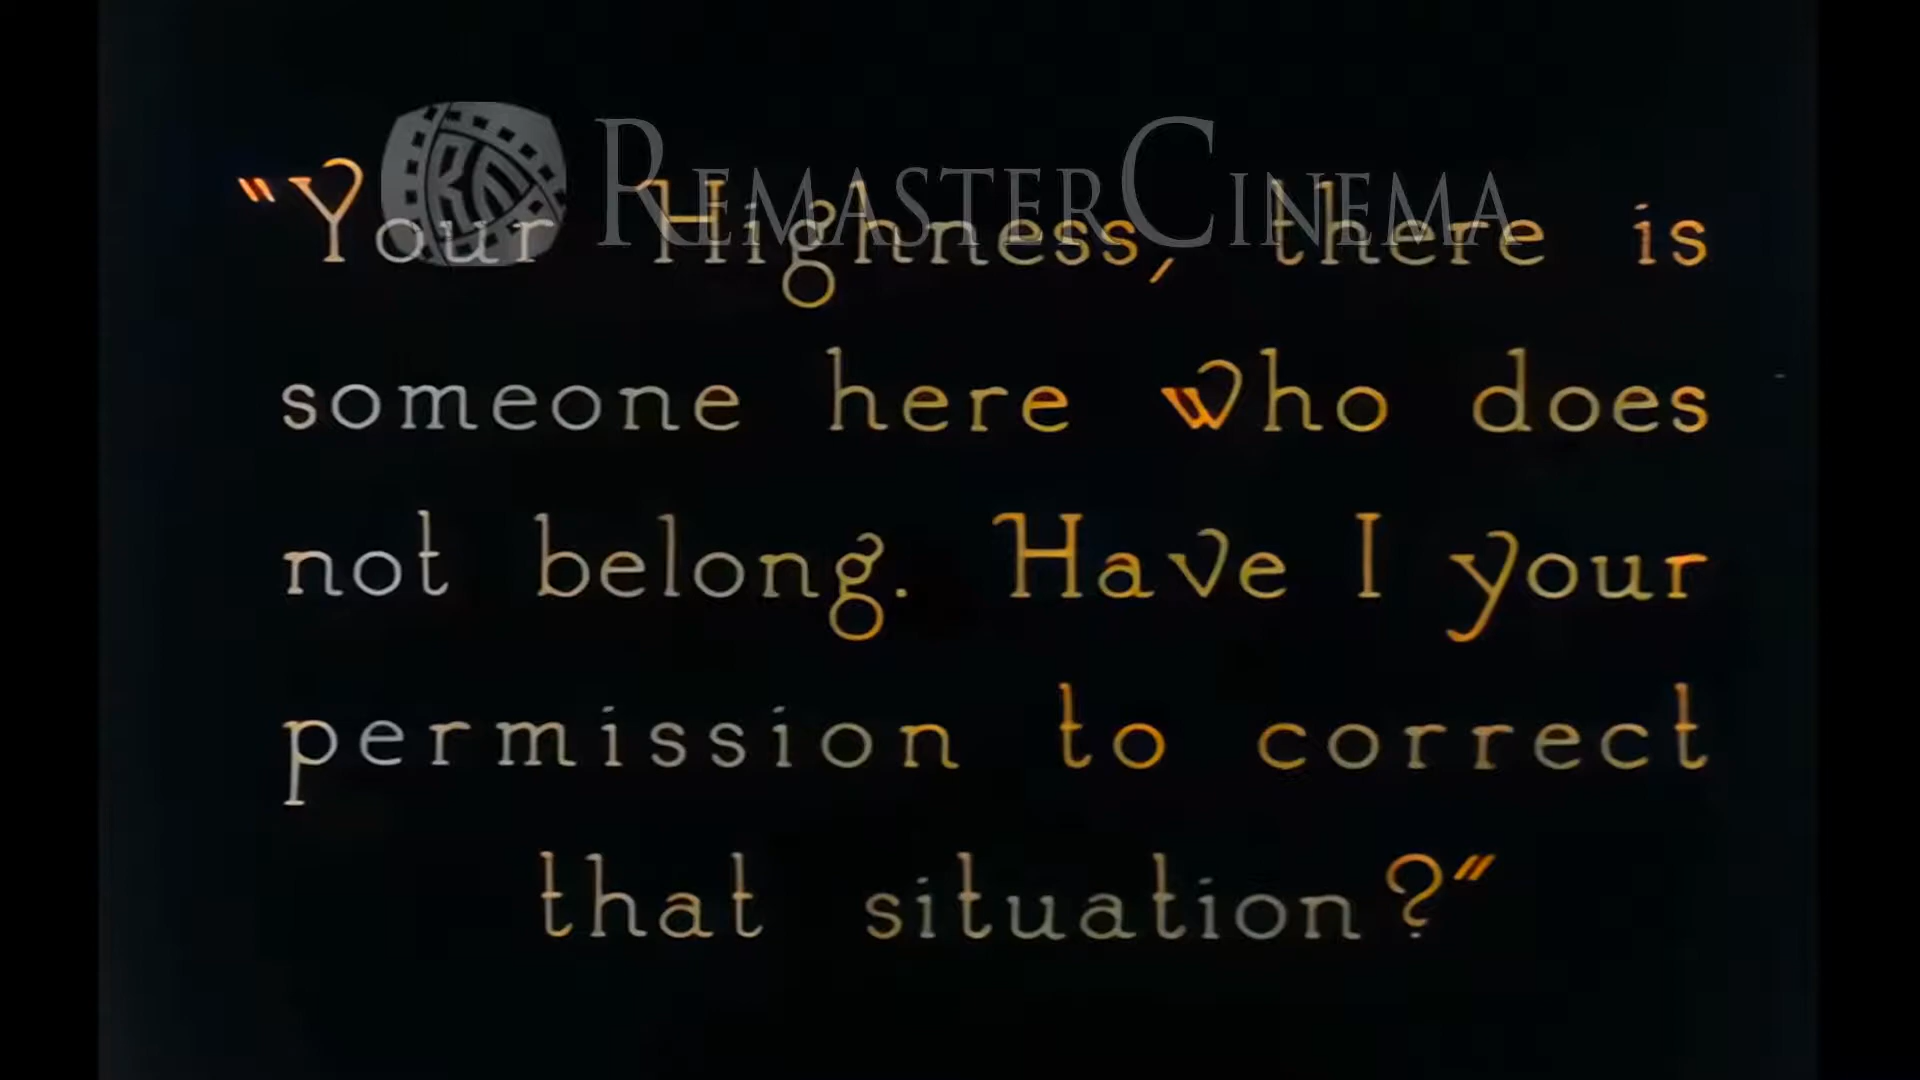 REMASTERCINEMA
"Your Highness, there is
someone here who does
not belong. Have I your
permission to correct
that situation?"